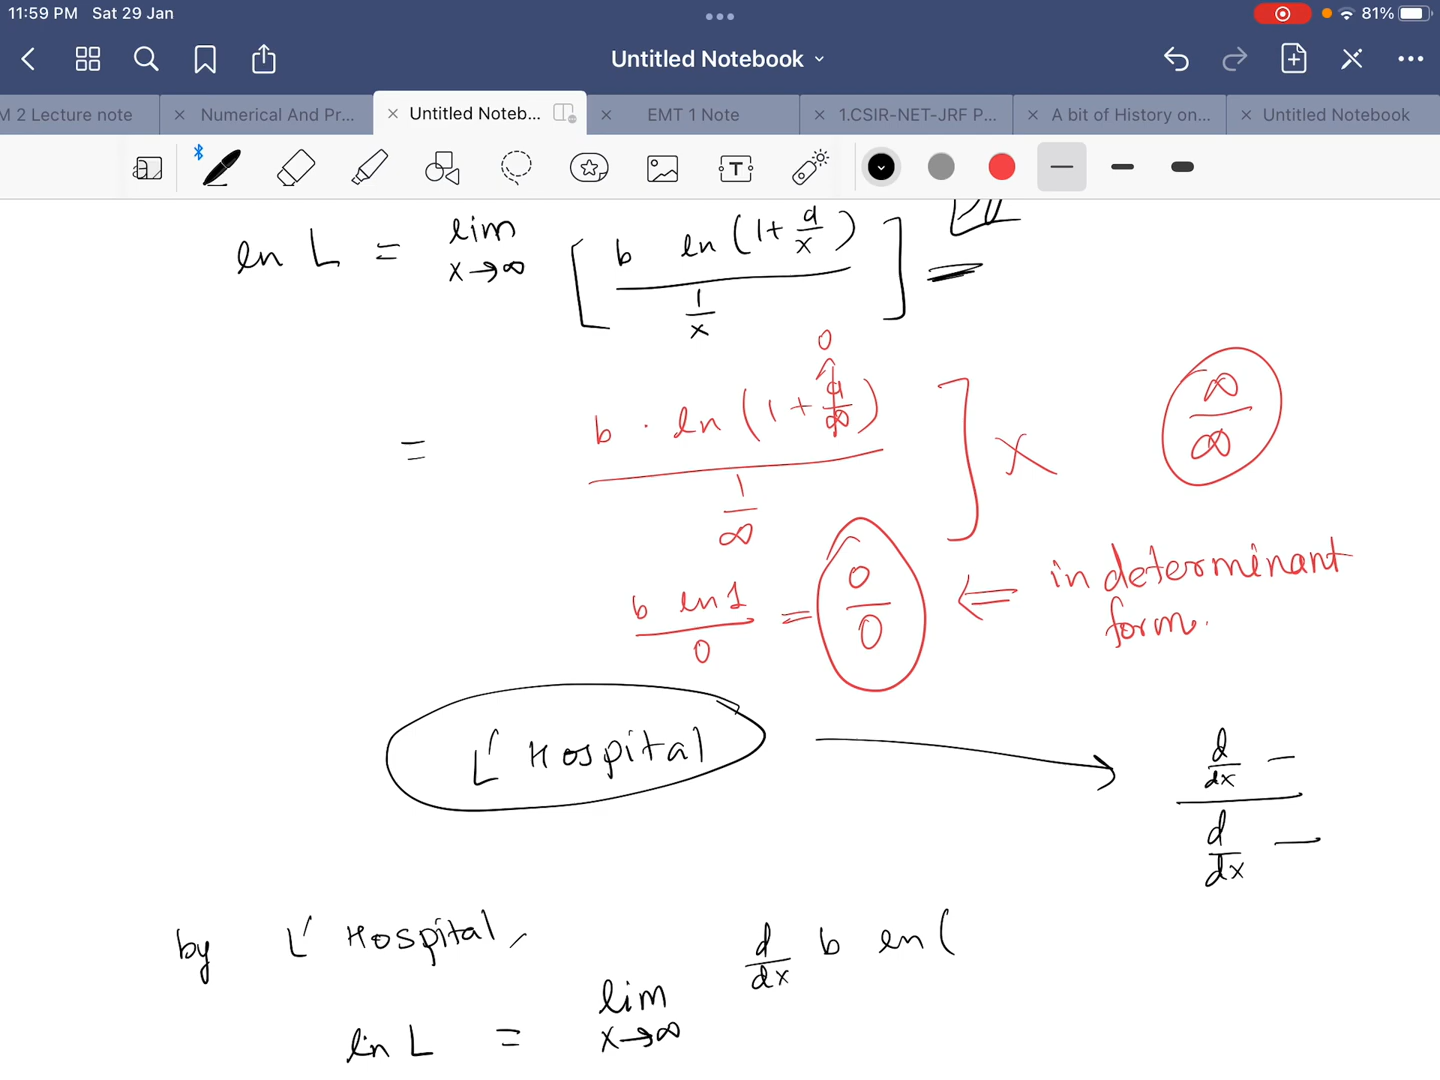 11:59 PM Sat 29 Jan 81%
Untitled Notebook
M 2 Lecture note Numerical And Pr... Untitled Noteb... EMT 1 Note 1.CSIR-NET-JRF P... A bit of History on... Untitled Notebook
ln L = lim x→∞ [ b ln (1 + a/x) / (1/x) ] =
= b · ln (1 + a/∞) / (1/∞) ] X
0
∞/∞
b ln 1 / 0 = 0/0 ⇐ indeterminant
form.
L' Hospital → d/dx – / d/dx –
by L' Hospital,
ln L = lim x→∞ d/dx b ln (